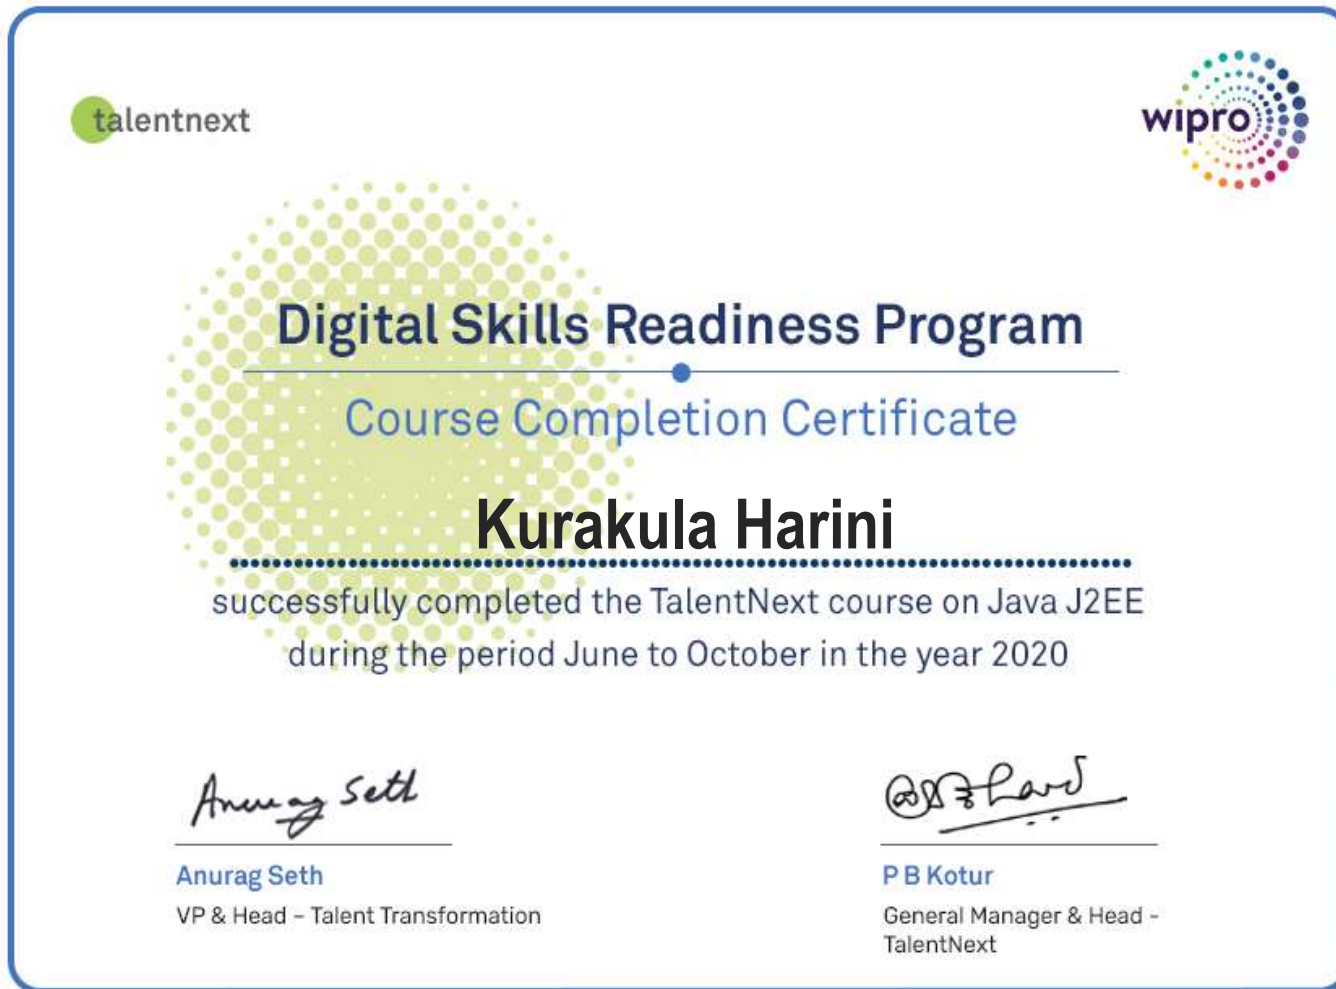 talentnext
wipro
Digital Skills Readiness Program
Course Completion Certificate
Kurakula Harini
successfully completed the TalentNext course on Java J2EE
during the period June to October in the year 2020
Anurag Seth
Anurag Seth
P B Kotur
VP & Head – Talent Transformation
General Manager & Head -
TalentNext